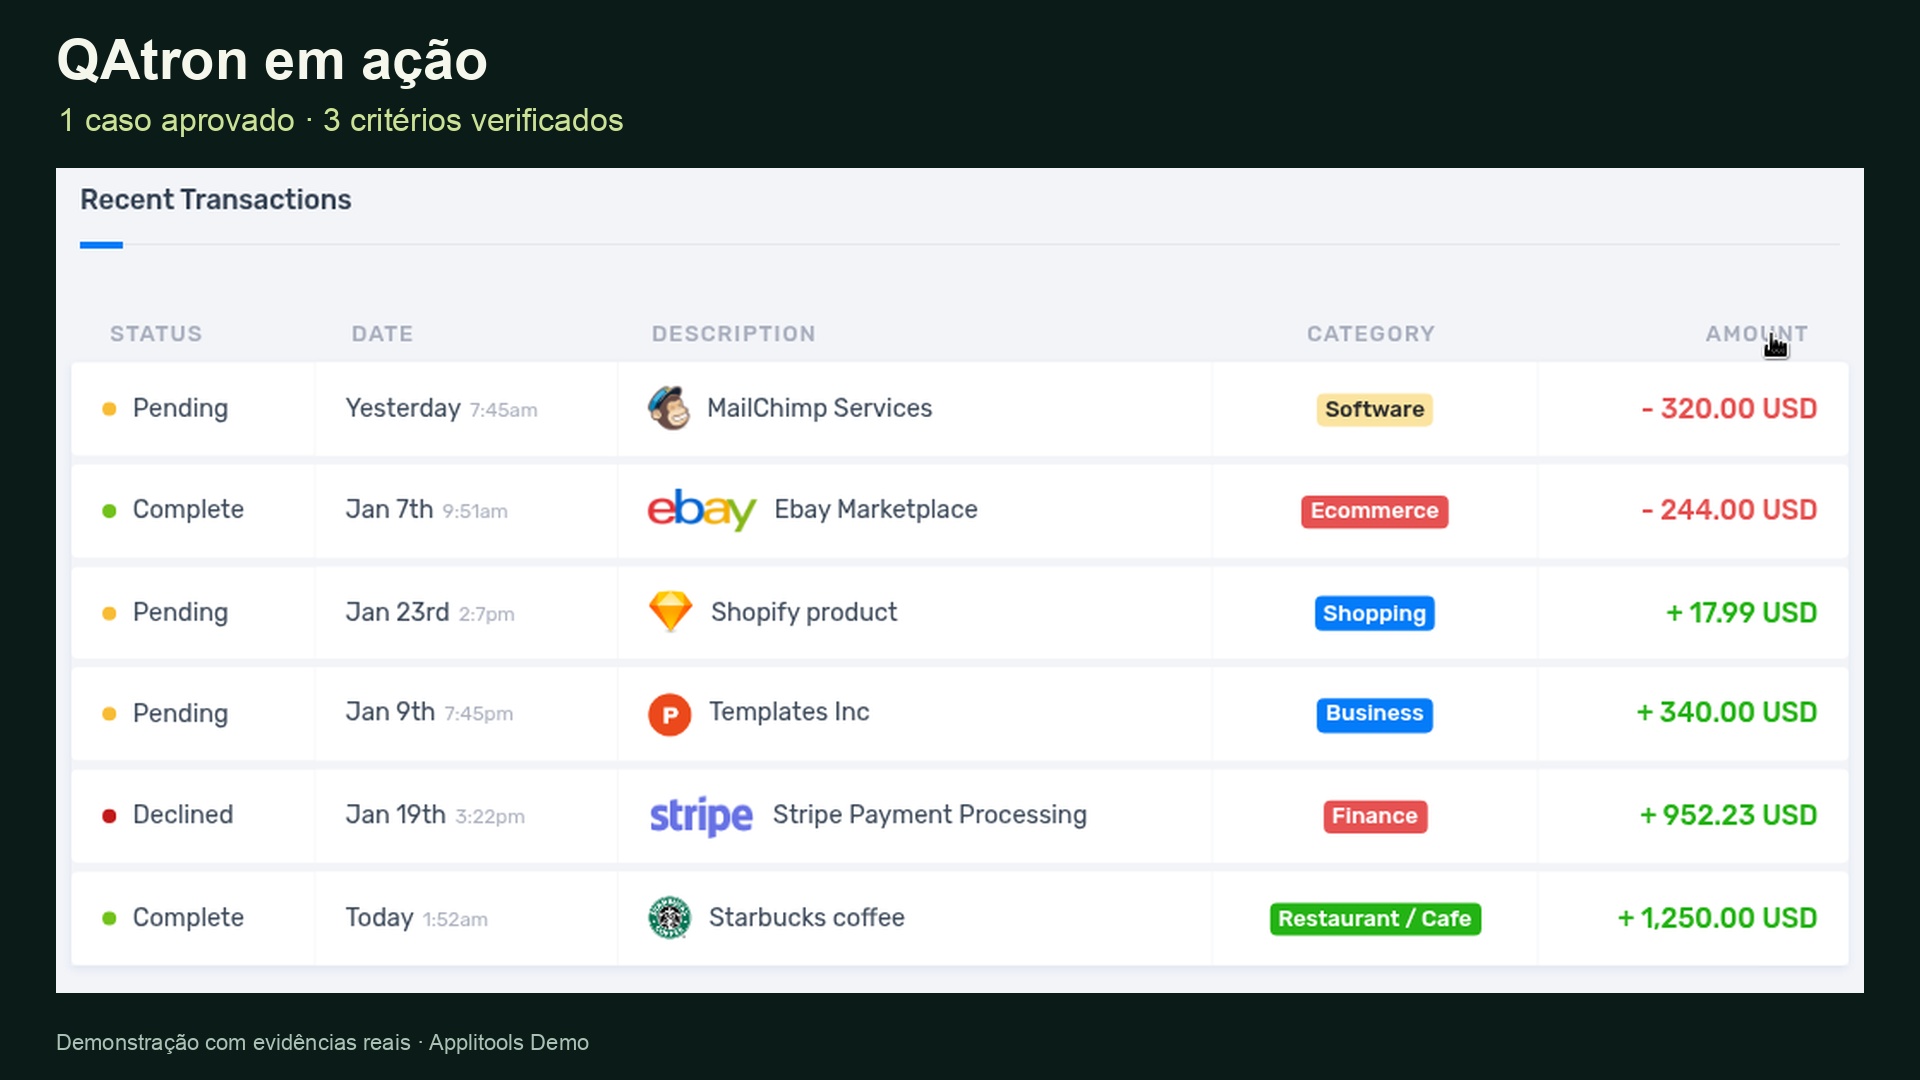 QAtron em ação
1 caso aprovado · 3 critérios verificados
Recent Transactions
STATUS DATE DESCRIPTION CATEGORY AMOUNT
Pending Yesterday 7:45am MailChimp Services Software - 320.00 USD
Complete Jan 7th 9:51am ebay Ebay Marketplace Ecommerce - 244.00 USD
Pending Jan 23rd 2:7pm Shopify product Shopping + 17.99 USD
Pending Jan 9th 7:45pm P Templates Inc Business + 340.00 USD
Declined Jan 19th 3:22pm stripe Stripe Payment Processing Finance + 952.23 USD
Complete Today 1:52am Starbucks coffee Restaurant / Cafe + 1,250.00 USD
Demonstração com evidências reais · Applitools Demo